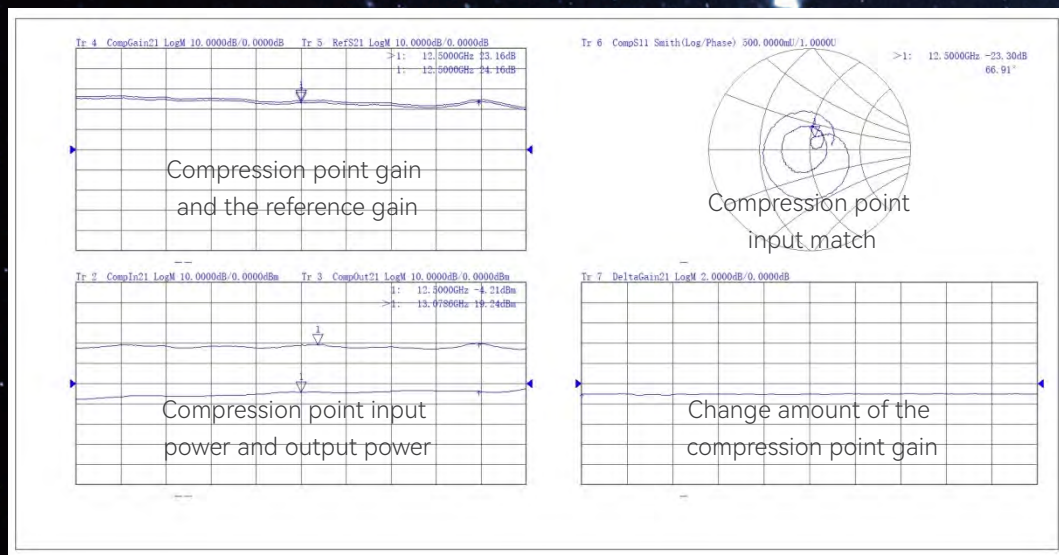 Tr 4 CompGain21 LogM 10.0000dB/0.0000dB Tr 5 RefS21 LogM 10.0000dB/0.0000dB
>1: 12.5000GHz 23.16dB
1: 12.5000GHz 24.16dB
1
Compression point gain
and the reference gain
Tr 6 CompS11 Smith(Log/Phase) 500.0000mU/1.0000U
>1: 12.5000GHz -23.30dB
66.91°
Compression point
input match
Tr 2 CompIn21 LogM 10.0000dB/0.0000dBm Tr 3 CompOut21 LogM 10.0000dB/0.0000dBm
1: 12.5000GHz -4.21dBm
>1: 13.0786GHz 19.24dBm
1
1
Compression point input
power and output power
Tr 7 DeltaGain21 LogM 2.0000dB/0.0000dB
Change amount of the
compression point gain